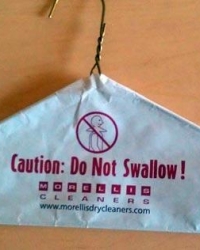 Caution: Do Not Swallow!
MORELLIS
CLEANERS
www.morellisdrycleaners.com